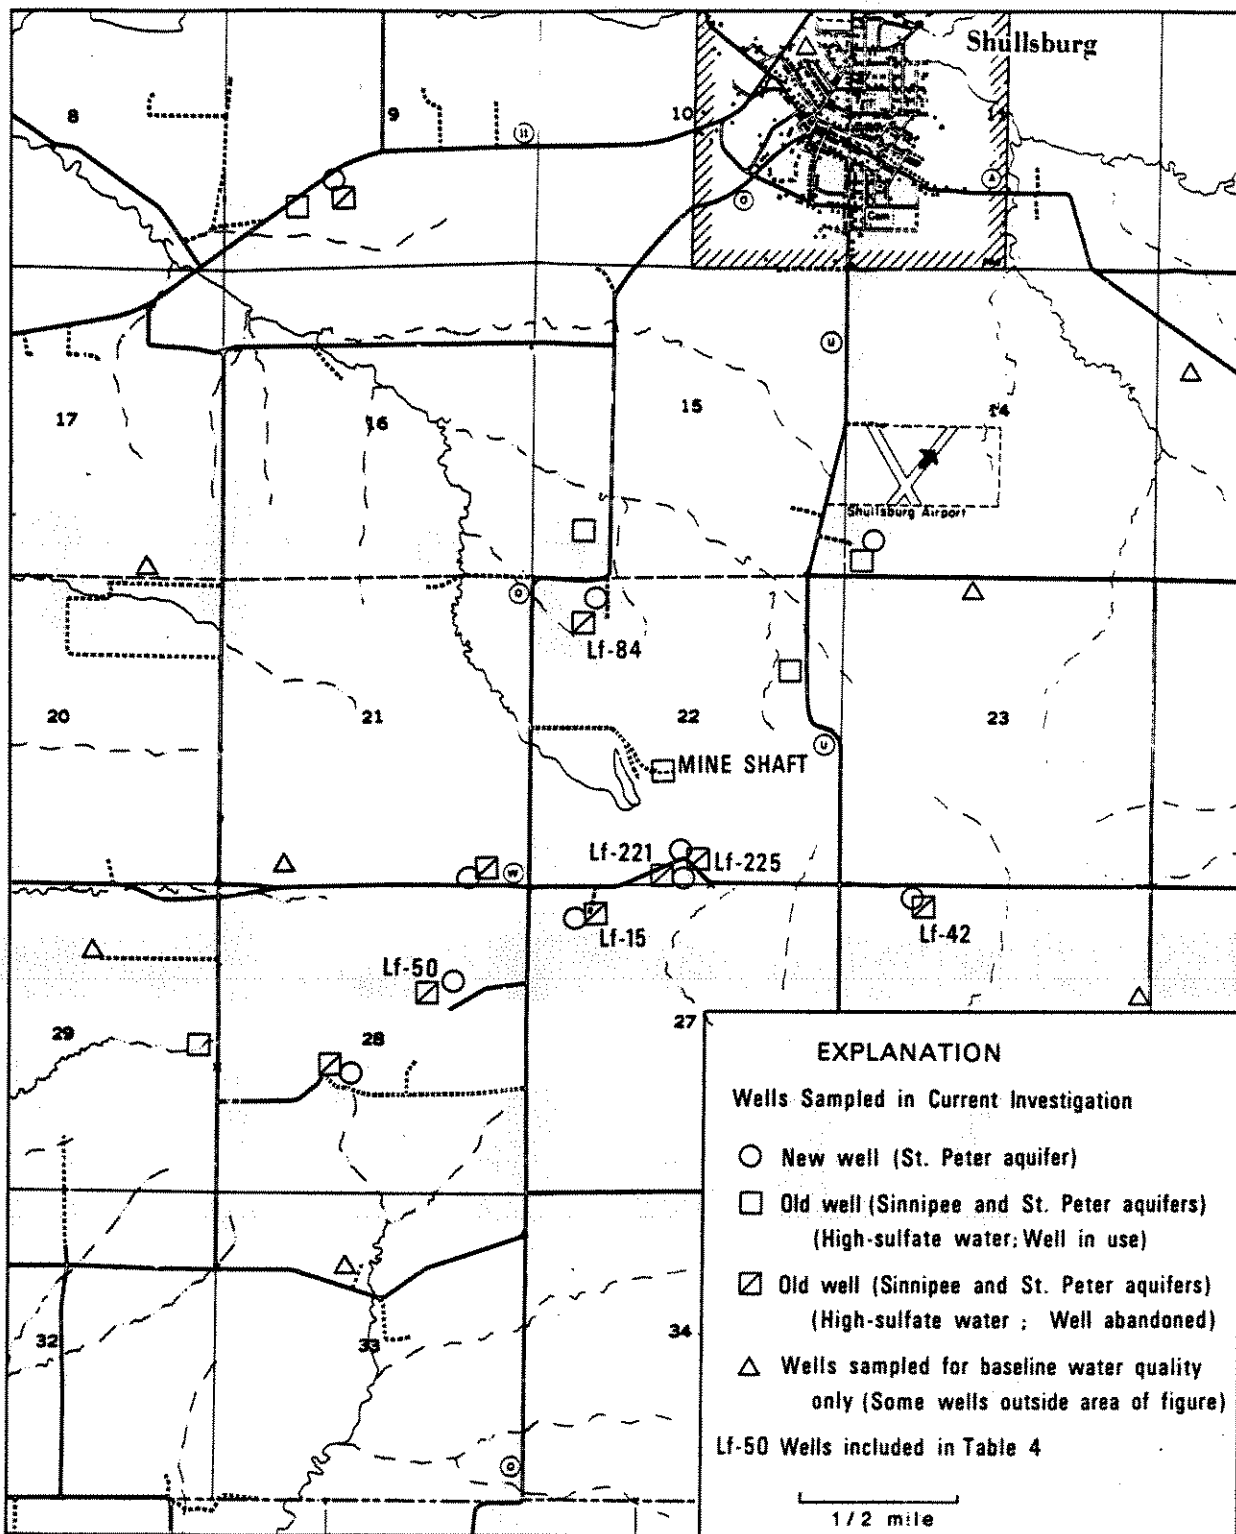 Shullsburg
8
9
10
11
O
A
Cem
U
17
16
15
14
Shullsburg Airport
O
Lf-84
20
21
22
23
U
MINE SHAFT
Lf-221
Lf-225
W
Lf-15
Lf-42
Lf-50
29
28
27
32
33
34
O
EXPLANATION
Wells Sampled in Current Investigation
New well (St. Peter aquifer)
Old well (Sinnipee and St. Peter aquifers)
(High-sulfate water; Well in use)
Old well (Sinnipee and St. Peter aquifers)
(High-sulfate water ; Well abandoned)
Wells sampled for baseline water quality
only (Some wells outside area of figure)
Lf-50 Wells included in Table 4
1/2 mile